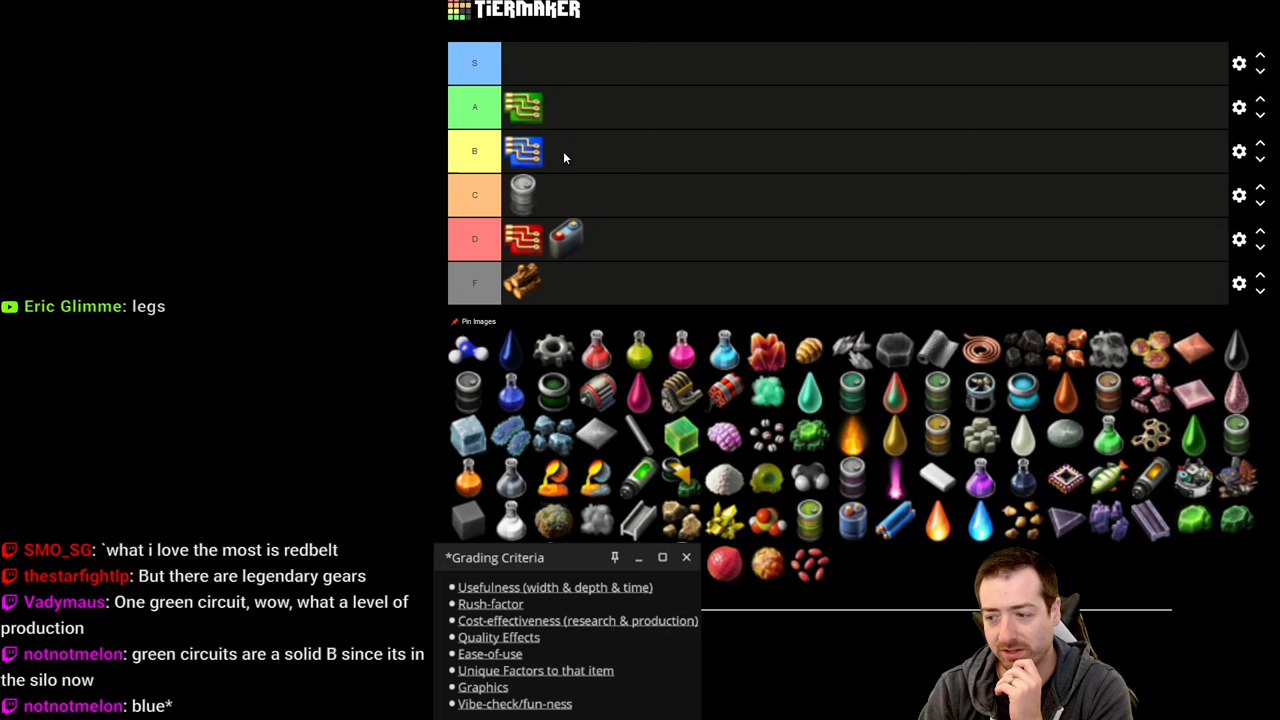 TiERMAKER
S
A
B
C
D
F
📌 Pin Images
Eric Glimme: legs
SMO_SG: `what i love the most is redbelt
thestarfightlp: But there are legendary gears
Vadymaus: One green circuit, wow, what a level of
production
notnotmelon: green circuits are a solid B since its in
the silo now
notnotmelon: blue*
*Grading Criteria
• Usefulness (width & depth & time)
• Rush-factor
• Cost-effectiveness (research & production)
• Quality Effects
• Ease-of-use
• Unique Factors to that item
• Graphics
• Vibe-check/fun-ness